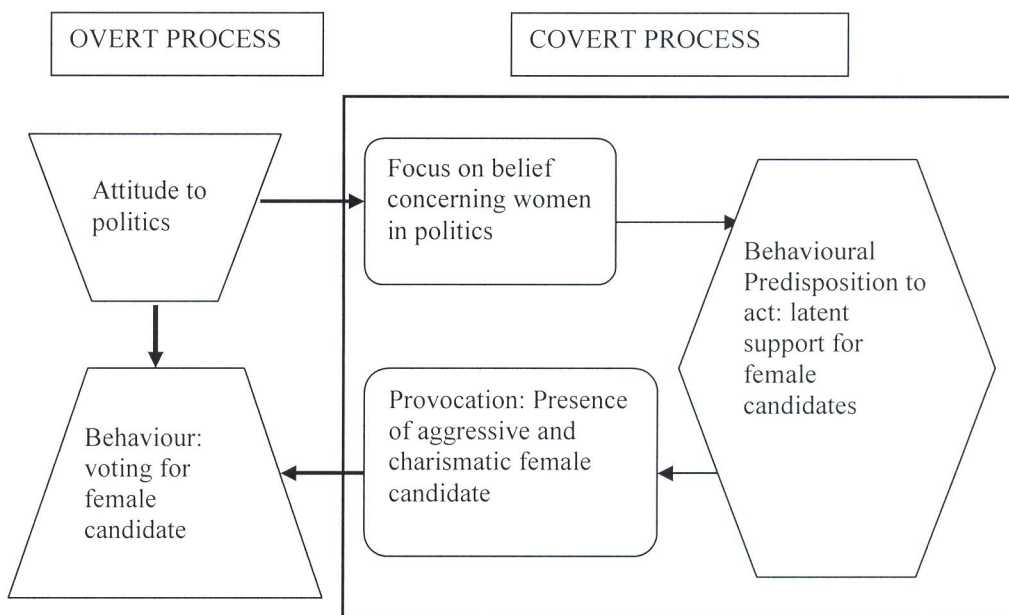 OVERT PROCESS
COVERT PROCESS
Attitude to
politics
Focus on belief
concerning women
in politics
Behavioural
Predisposition to
act: latent
support for
female
candidates
Provocation: Presence
of aggressive and
charismatic female
candidate
Behaviour:
voting for
female
candidate